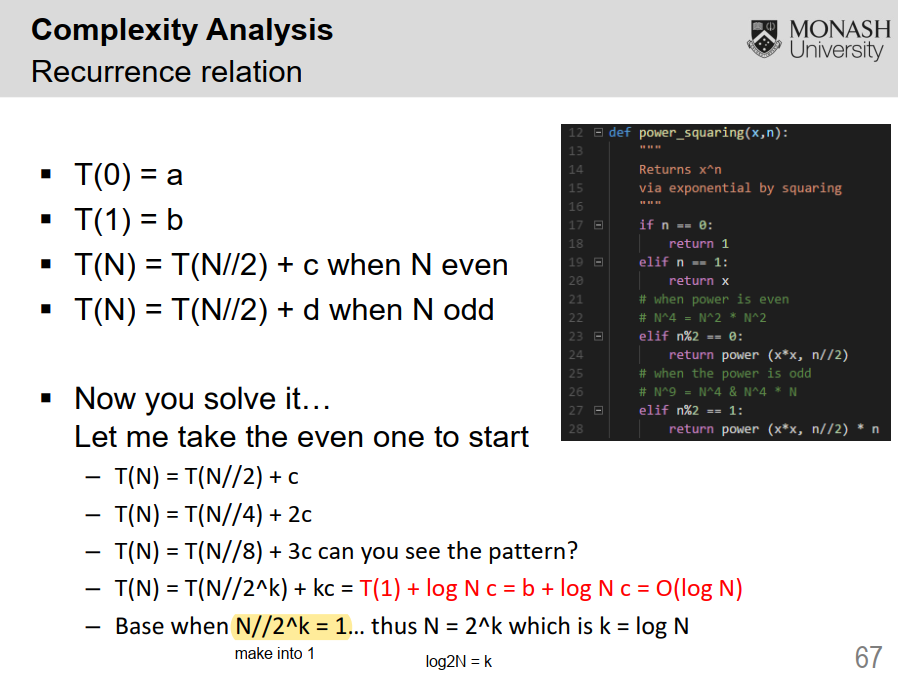 Complexity Analysis
Recurrence relation
MONASH
University
▪ T(0) = a
▪ T(1) = b
▪ T(N) = T(N//2) + c when N even
▪ T(N) = T(N//2) + d when N odd
▪ Now you solve it…
Let me take the even one to start
– T(N) = T(N//2) + c
– T(N) = T(N//4) + 2c
– T(N) = T(N//8) + 3c can you see the pattern?
– T(N) = T(N//2^k) + kc = T(1) + log N c = b + log N c = O(log N)
– Base when N//2^k = 1… thus N = 2^k which is k = log N
make into 1
log2N = k
12 def power_squaring(x,n):
13 """
14 Returns x^n
15 via exponential by squaring
16 """
17 if n == 0:
18 return 1
19 elif n == 1:
20 return x
21 # when power is even
22 # N^4 = N^2 * N^2
23 elif n%2 == 0:
24 return power (x*x, n//2)
25 # when the power is odd
26 # N^9 = N^4 & N^4 * N
27 elif n%2 == 1:
28 return power (x*x, n//2) * n
67